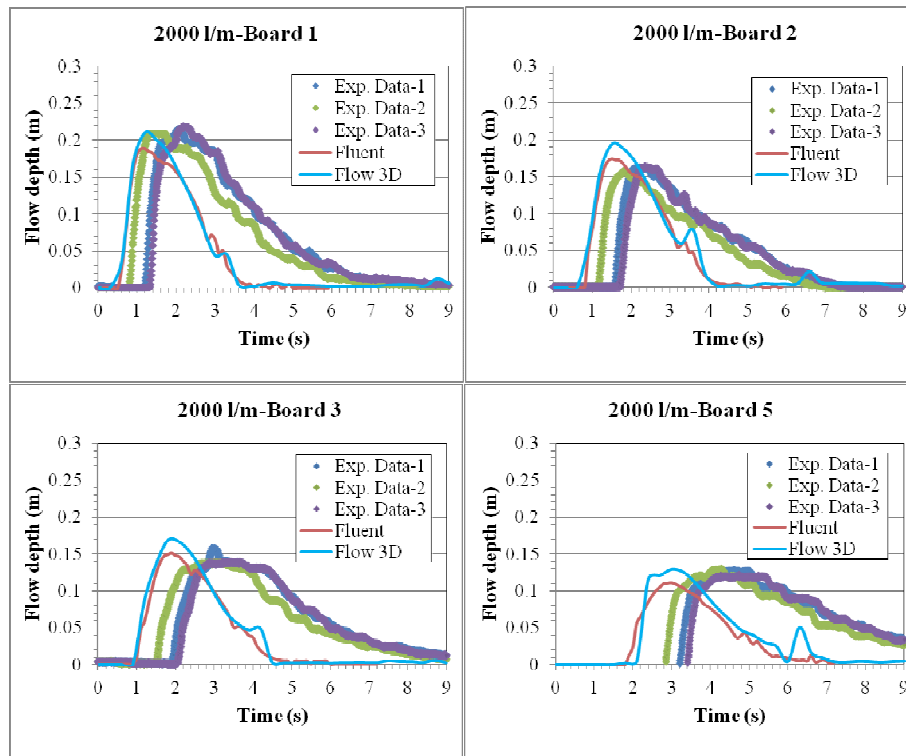 2000 l/m-Board 1
0.3
0.25
0.2
0.15
0.1
0.05
0
Flow depth (m)
Exp. Data-1
Exp. Data-2
Exp. Data-3
Fluent
Flow 3D
0 1 2 3 4 5 6 7 8 9
Time (s)
2000 l/m-Board 2
0.3
0.25
0.2
0.15
0.1
0.05
0
Flow depth (m)
Exp. Data-1
Exp. Data-2
Exp. Data-3
Fluent
Flow 3D
0 1 2 3 4 5 6 7 8 9
Time (s)
2000 l/m-Board 3
0.3
0.25
0.2
0.15
0.1
0.05
0
Flow depth (m)
Exp. Data-1
Exp. Data-2
Exp. Data-3
Fluent
Flow 3D
0 1 2 3 4 5 6 7 8 9
Time (s)
2000 l/m-Board 5
0.3
0.25
0.2
0.15
0.1
0.05
0
Flow depth (m)
Exp. Data-1
Exp. Data-2
Exp. Data-3
Fluent
Flow 3D
0 1 2 3 4 5 6 7 8 9
Time (s)